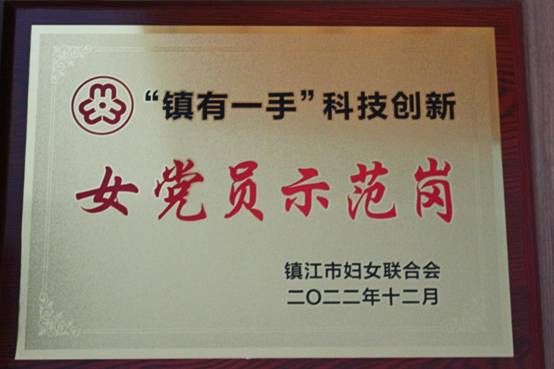 “镇有一手”科技创新
女党员示范岗
镇江市妇女联合会
二〇二二年十二月